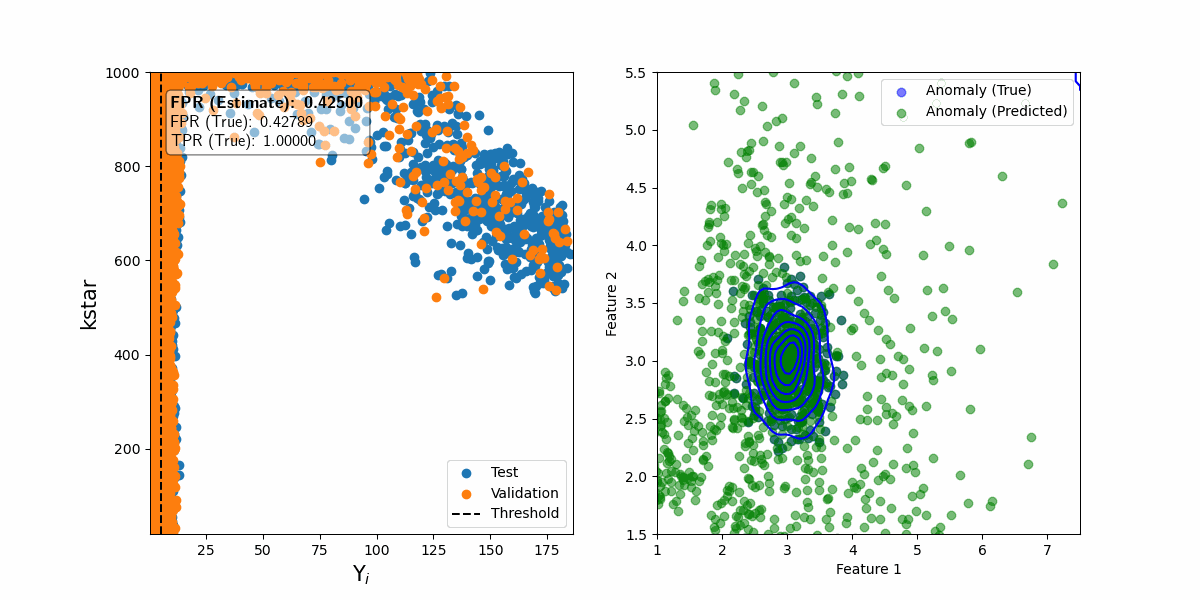 1000
800
600
400
200
kstar
25 50 75 100 125 150 175
Y_i
FPR (Estimate): 0.42500
FPR (True): 0.42789
TPR (True): 1.00000
Test
Validation
Threshold
5.5
5.0
4.5
4.0
3.5
3.0
2.5
2.0
1.5
Feature 2
1 2 3 4 5 6 7
Feature 1
Anomaly (True)
Anomaly (Predicted)